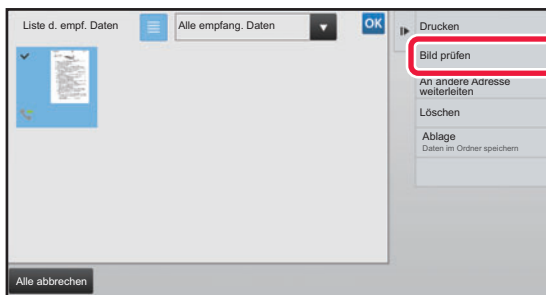 Liste d. empf. Daten
Alle empfang. Daten
OK
Drucken
Bild prüfen
An andere Adresse
weiterleiten
Löschen
Ablage
Daten im Ordner speichern
Alle abbrechen